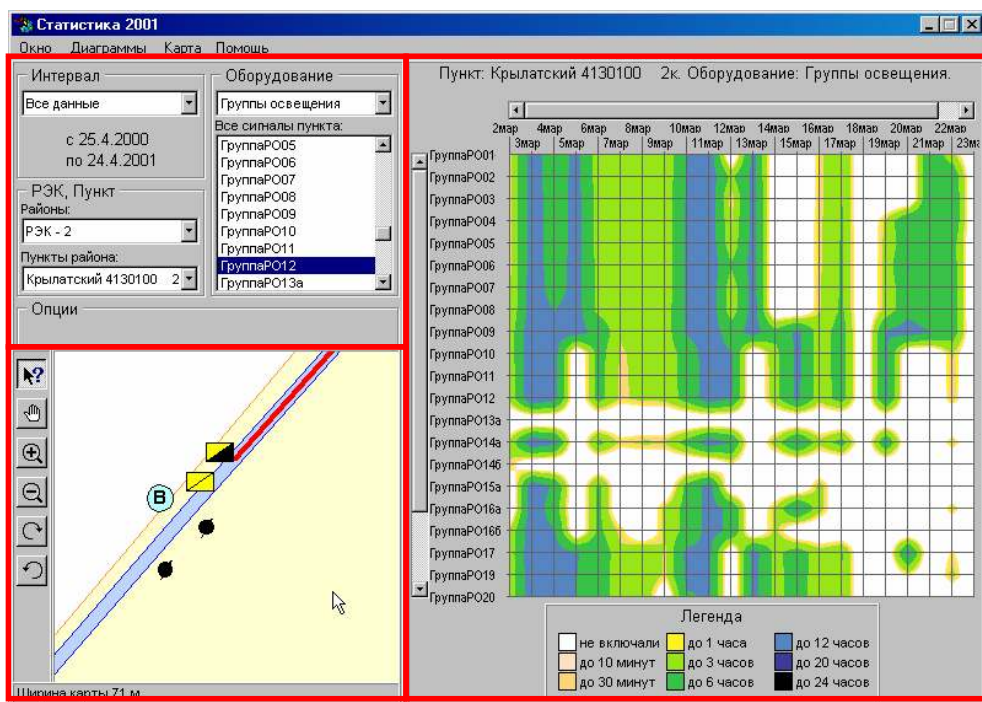 Статистика 2001
Окно Диаграммы Карта Помощь
Интервал
Все данные
с 25.4.2000
по 24.4.2001
РЭК, Пункт
Районы:
РЭК - 2
Пункты района:
Крылатский 4130100 2
Оборудование
Группы освещения
Все сигналы пункта:
ГруппаРО05
ГруппаРО06
ГруппаРО07
ГруппаРО08
ГруппаРО09
ГруппаРО10
ГруппаРО11
ГруппаРО12
ГруппаРО13а
Опции
В
Ширина карты 71 м
Пункт: Крылатский 4130100 2к. Оборудование: Группы освещения.
2мар 4мар 6мар 8мар 10мар 12мар 14мар 16мар 18мар 20мар 22мар
3мар 5мар 7мар 9мар 11мар 13мар 15мар 17мар 19мар 21мар 23ма
ГруппаРО01
ГруппаРО02
ГруппаРО03
ГруппаРО04
ГруппаРО05
ГруппаРО06
ГруппаРО07
ГруппаРО08
ГруппаРО09
ГруппаРО10
ГруппаРО11
ГруппаРО12
ГруппаРО13а
ГруппаРО14а
ГруппаРО14б
ГруппаРО15а
ГруппаРО16а
ГруппаРО16б
ГруппаРО17
ГруппаРО19
ГруппаРО20
Легенда
не включали до 1 часа до 12 часов
до 10 минут до 3 часов до 20 часов
до 30 минут до 6 часов до 24 часов